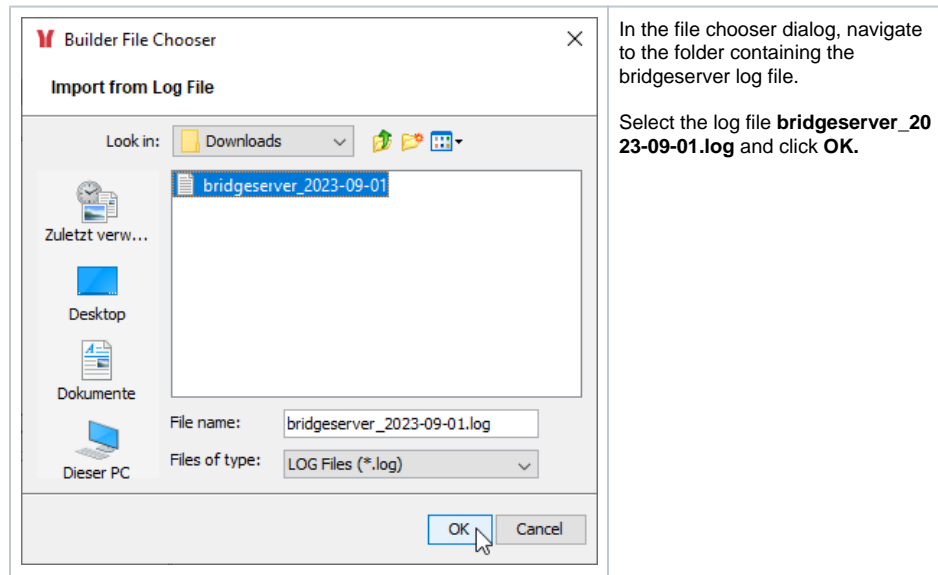 Builder File Chooser
Import from Log File
Look in:
Downloads
bridgeserver_2023-09-01
Zuletzt verw...
Desktop
Dokumente
Dieser PC
File name:
bridgeserver_2023-09-01.log
Files of type:
LOG Files (*.log)
OK
Cancel
In the file chooser dialog, navigate
to the folder containing the
bridgeserver log file.
Select the log file bridgeserver_20
23-09-01.log and click OK.